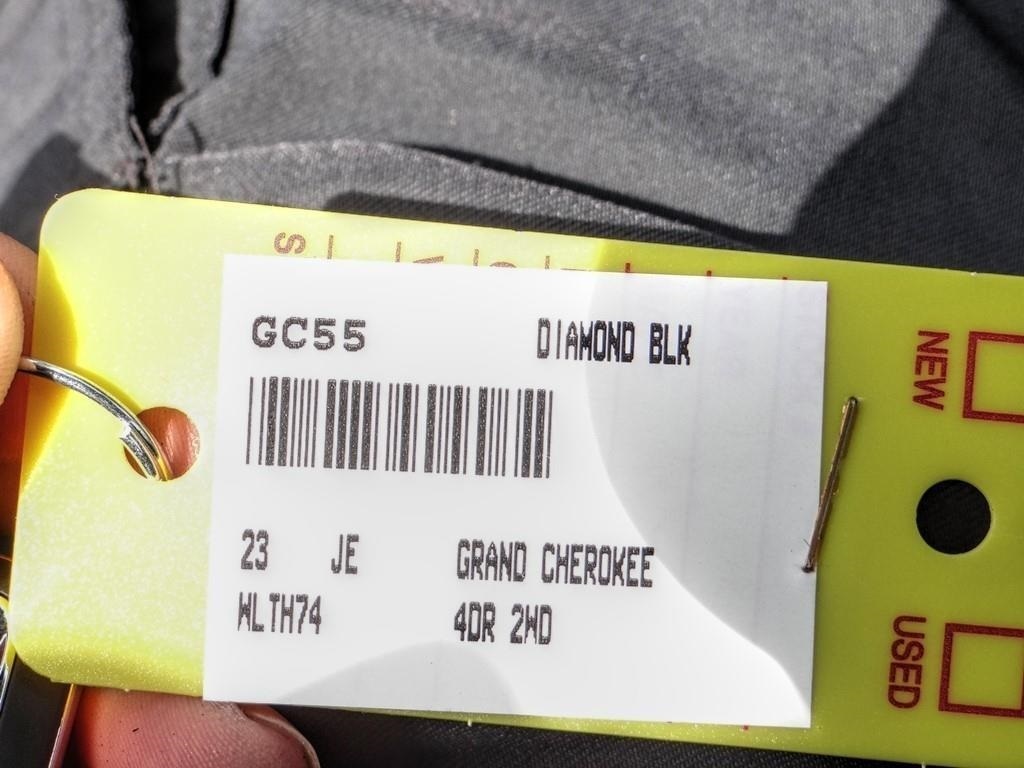 GC55 DIAMOND BLK
23 JE GRAND CHEROKEE
WLTH74 4DR 2WD
NEW
USED